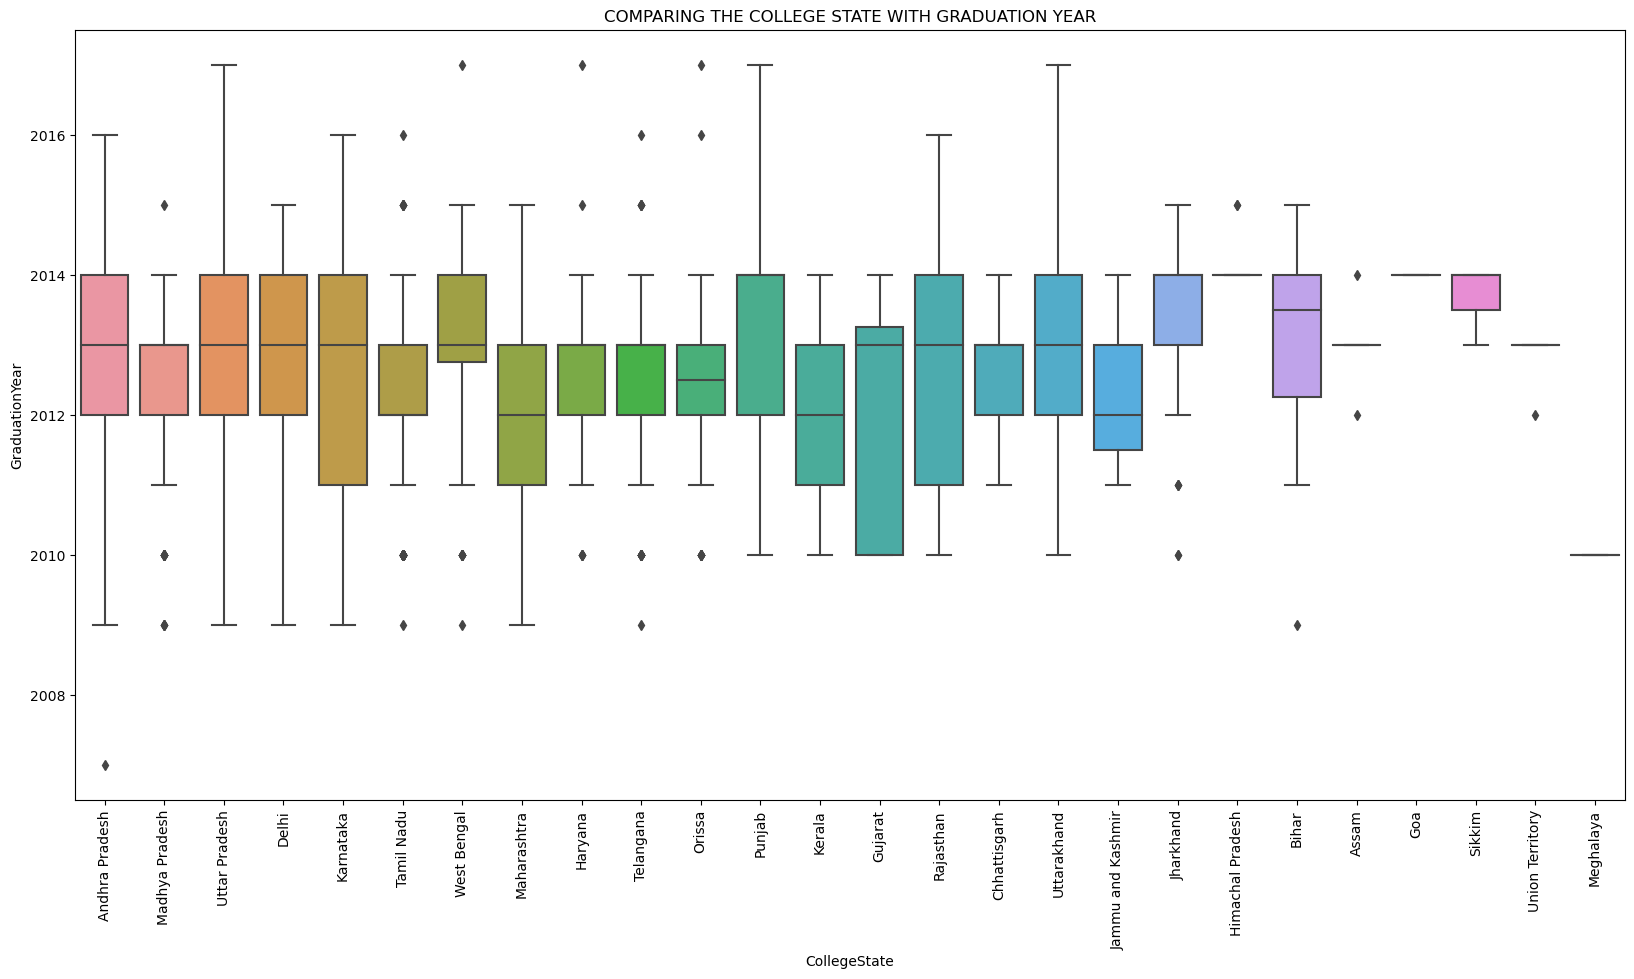 COMPARING THE COLLEGE STATE WITH GRADUATION YEAR
GraduationYear
2016
2014
2012
2010
2008
Andhra Pradesh
Madhya Pradesh
Uttar Pradesh
Delhi
Karnataka
Tamil Nadu
West Bengal
Maharashtra
Haryana
Telangana
Orissa
Punjab
Kerala
Gujarat
Rajasthan
Chhattisgarh
Uttarakhand
Jammu and Kashmir
Jharkhand
Himachal Pradesh
Bihar
Assam
Goa
Sikkim
Union Territory
Meghalaya
CollegeState